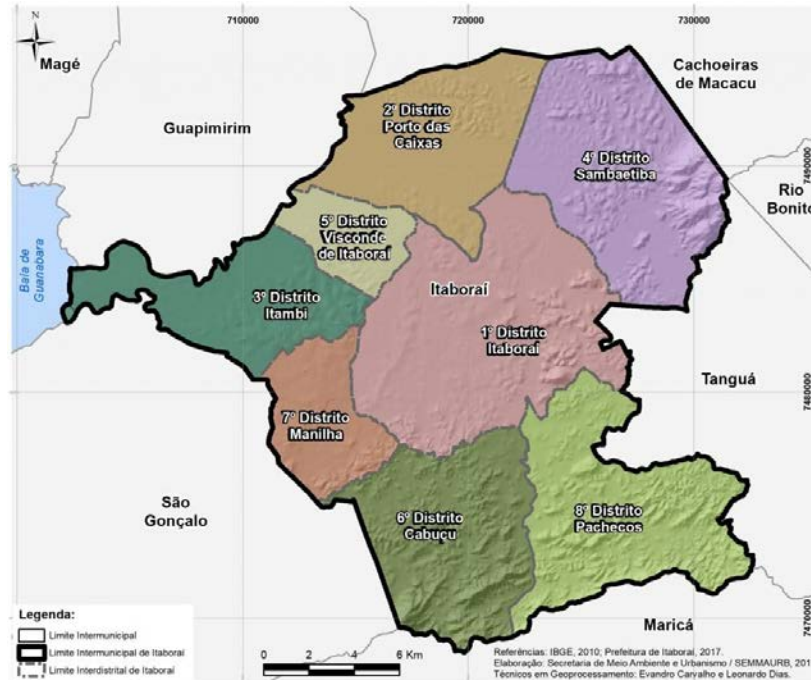 710000
720000
730000
N
Magé
Cachoeiras
de Macacu
Guapimirim
2º Distrito
Porto das
Caixas
4º Distrito
Sambaetiba
7490000
Rio
Bonito
5º Distrito
Visconde
de Itaboraí
Baía de
Guanabara
Itaboraí
3º Distrito
Itambi
1º Distrito
Itaboraí
Tanguá
7480000
7º Distrito
Manilha
São
Gonçalo
6º Distrito
Cabuçu
8º Distrito
Pachecos
Maricá
7470000
Legenda:
Limite Intermunicipal
Limite Intermunicipal de Itaboraí
Limite Interdistrital de Itaboraí
0 2 4 6 Km
Referências: IBGE, 2010; Prefeitura de Itaboraí, 2017.
Elaboração: Secretaria de Meio Ambiente e Urbanismo / SEMMAURB, 201
Técnicos em Geoprocessamento: Evandro Carvalho e Leonardo Dias.